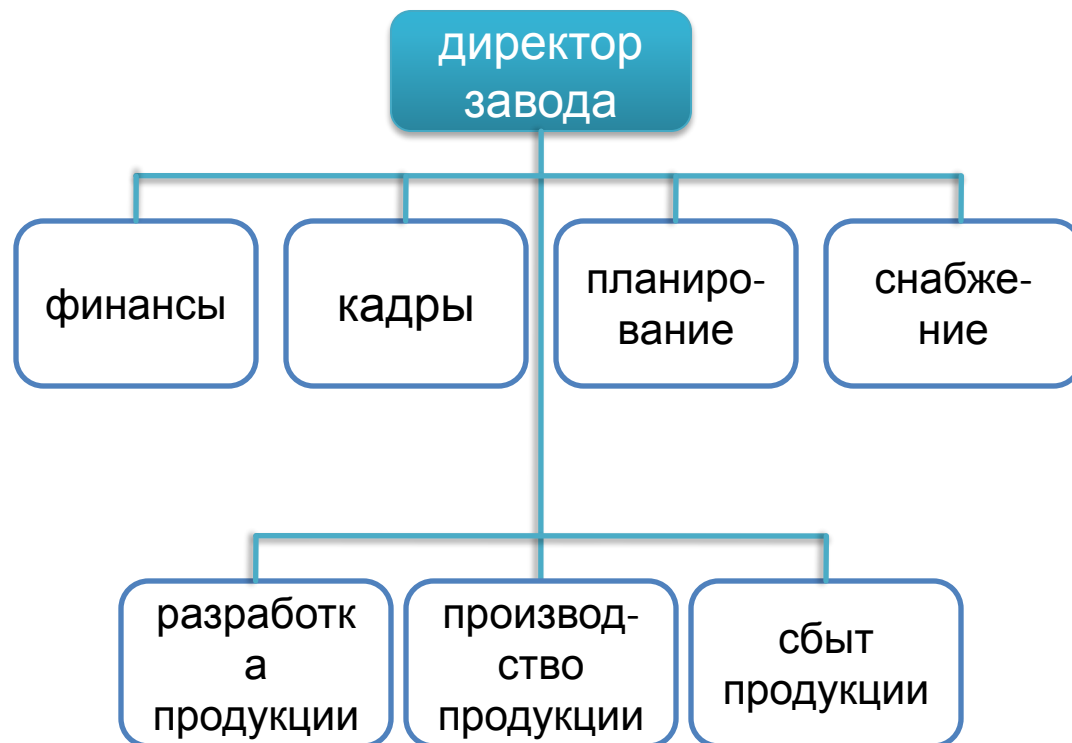 директор
завода
финансы
кадры
планиро-
вание
снабже-
ние
разработк
а
продукции
производ-
ство
продукции
сбыт
продукции